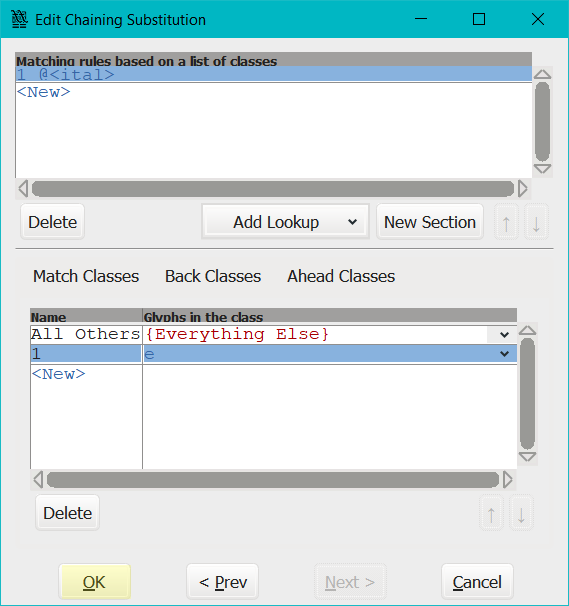 Edit Chaining Substitution
Matching rules based on a list of classes
1 @<ital>
<New>
Delete
Add Lookup
New Section
↑
↓
Match Classes
Back Classes
Ahead Classes
Name
Glyphs in the class
All Others
{Everything Else}
1
e
<New>
Delete
↑
↓
OK
< Prev
Next >
Cancel